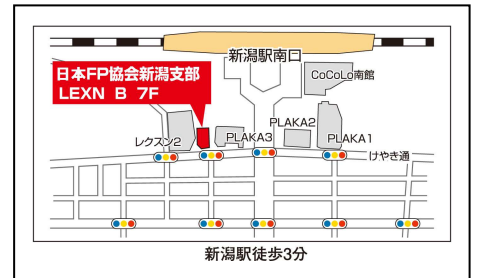 新潟駅南口
CoCoLo南館
日本FP協会新潟支部
LEXN B 7F
PLAKA2
レクスン2
PLAKA3
PLAKA1
けやき通
新潟駅徒歩3分